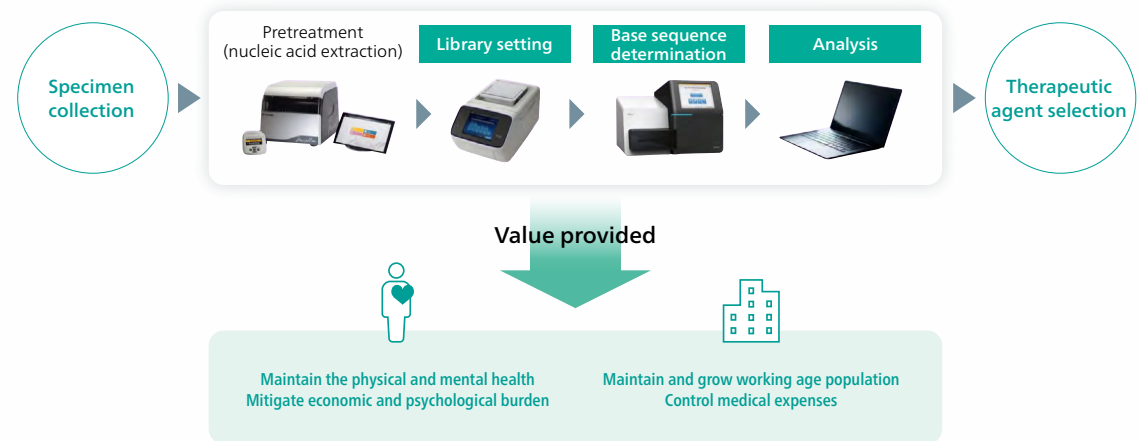 Specimen
collection
Pretreatment
(nucleic acid extraction)
Library setting
Base sequence
determination
Analysis
Therapeutic
agent selection
Value provided
Maintain the physical and mental health
Mitigate economic and psychological burden
Maintain and grow working age population
Control medical expenses